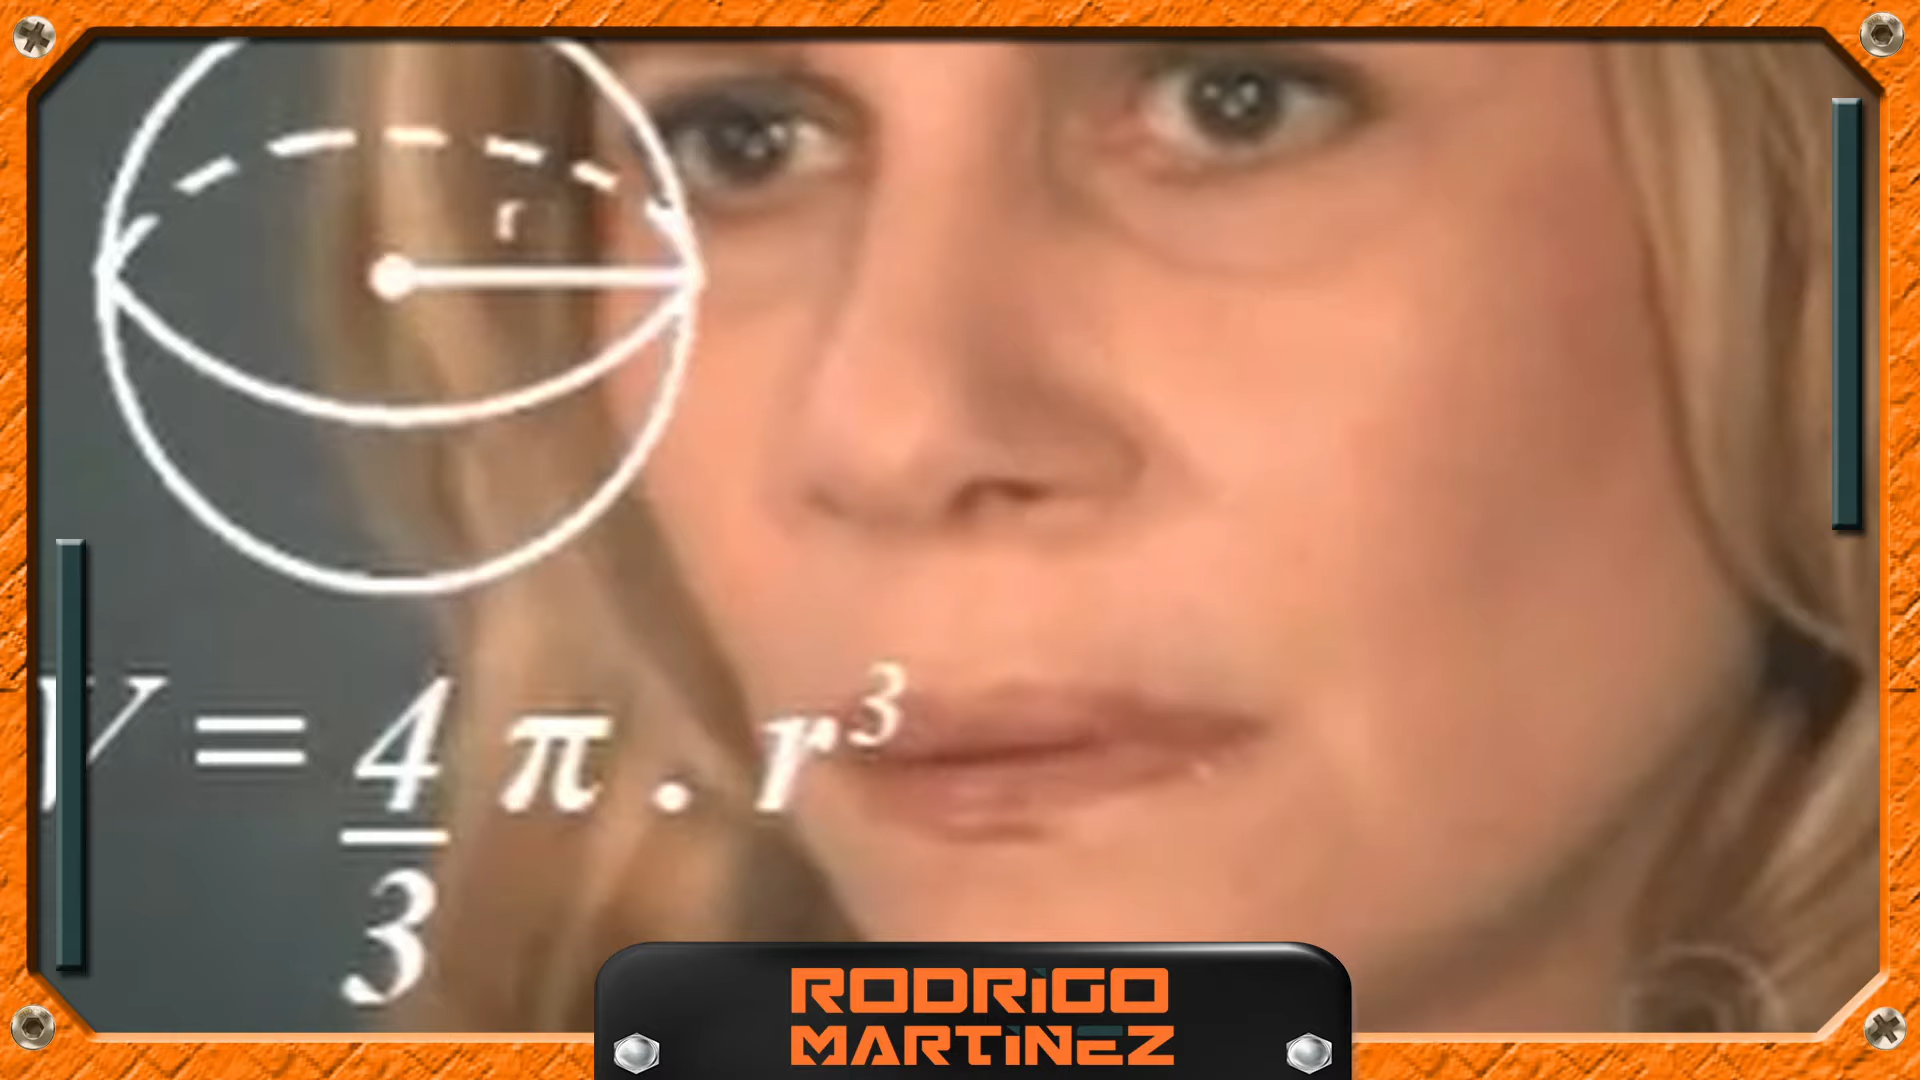 r
V = 4/3 π . r³
RODRiGO
MARTiNEZ